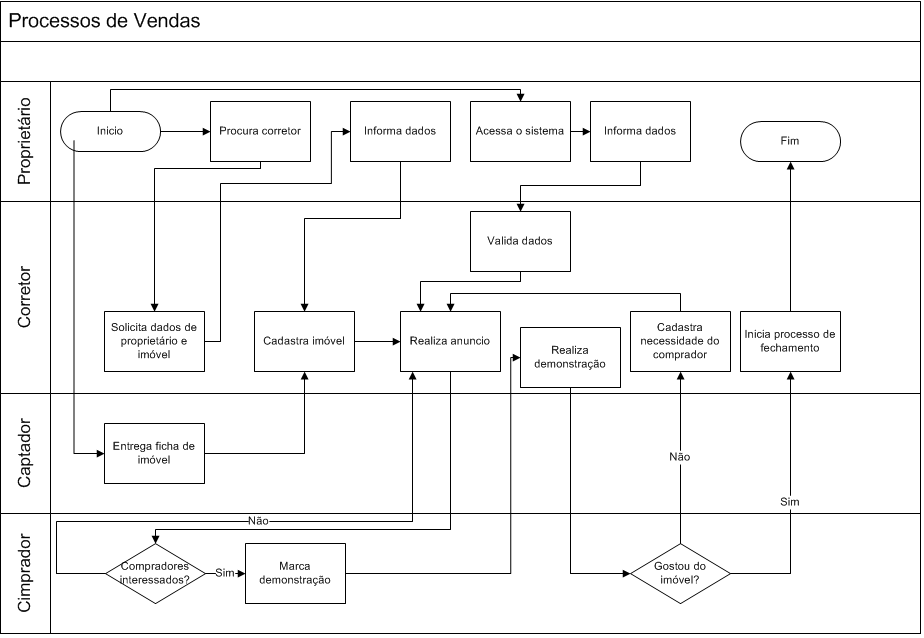 Processos de Vendas
Proprietário
Inicio
Procura corretor
Informa dados
Acessa o sistema
Informa dados
Fim
Corretor
Valida dados
Solicita dados de
proprietário e
imóvel
Cadastra imóvel
Realiza anuncio
Realiza
demonstração
Cadastra
necessidade do
comprador
Inicia processo de
fechamento
Captador
Entrega ficha de
imóvel
Não
Sim
Cimprador
Não
Compradores
interessados?
Sim
Marca
demonstração
Gostou do
imóvel?